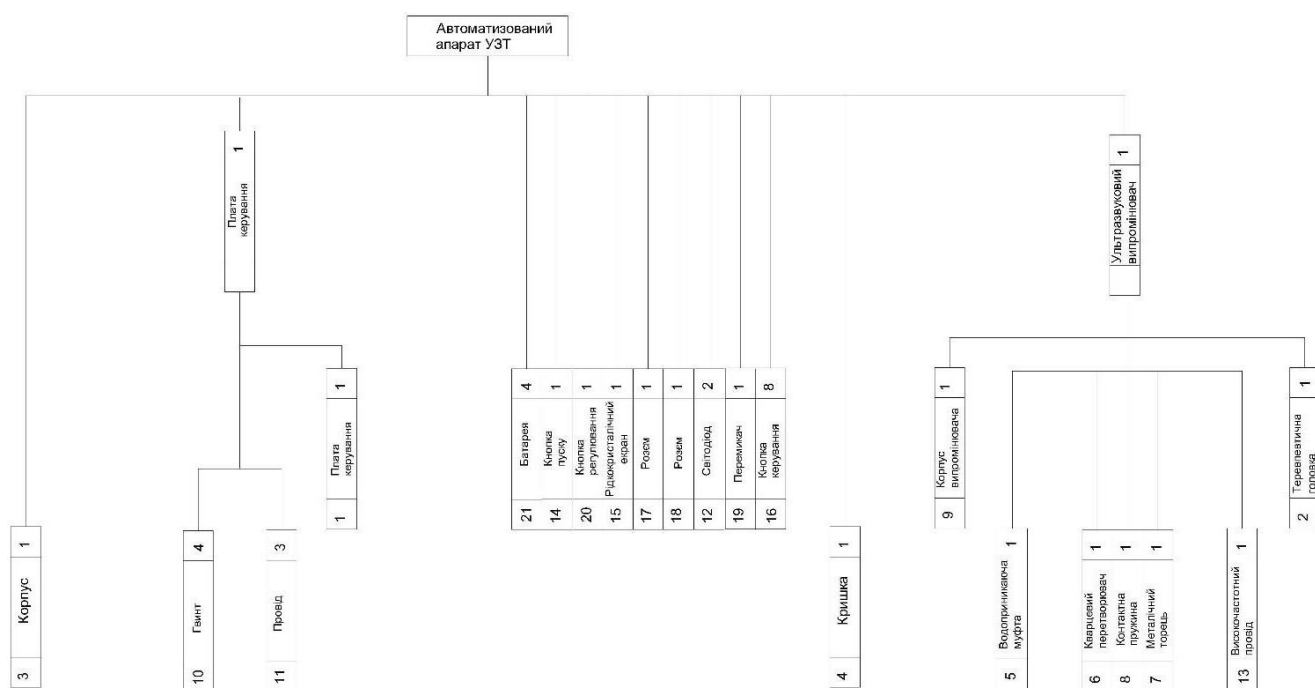 Автоматизований
апарат УЗТ
1
Плата
керування
1
Ультразвуковий
випромінювач
1
Плата
керування
1
4
Батарея
21
1
Кнопка
пуску
14
1
Кнопка
регулювання
20
1
Рідкокристалічний
екран
15
1
Розєм
17
1
Розєм
18
2
Світодіод
12
1
Перемикач
19
8
Кнопка
керування
16
1
Корпус
випромінювача
9
1
Теревпевтична
головка
2
1
Корпус
3
4
Гвинт
10
3
Провід
11
1
Кришка
4
1
Водоприникаюча
муфта
5
1
Кварцевий
перетворювач
6
1
Контактна
пружина
8
1
Металічний
торець
7
1
Високочастотний
провід
13